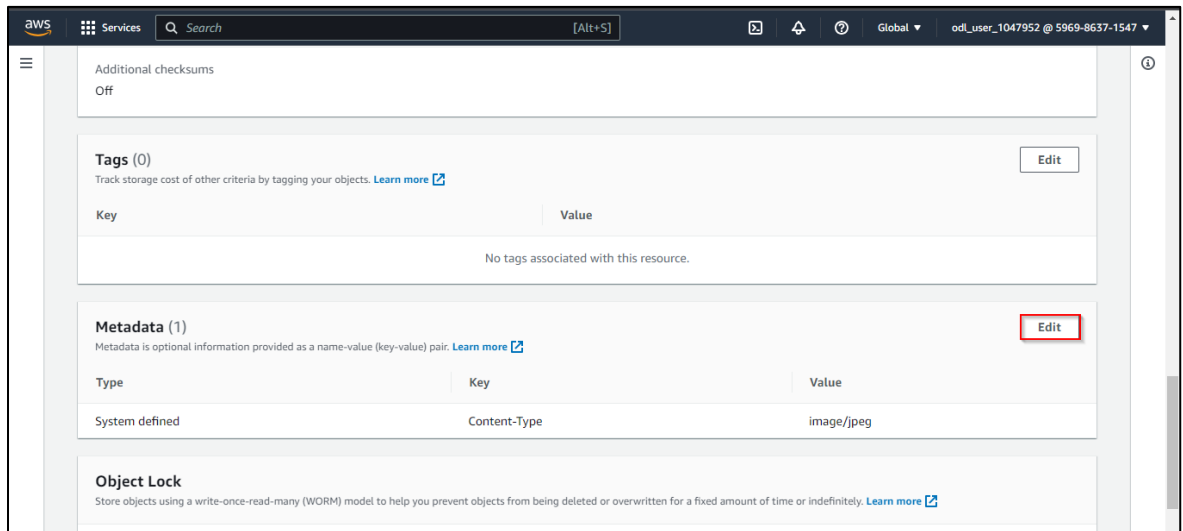 aws Services Search [Alt+S] Global odl_user_1047952 @ 5969-8637-1547
Additional checksums
Off
Tags (0) Edit
Track storage cost of other criteria by tagging your objects. Learn more
Key Value
No tags associated with this resource.
Metadata (1) Edit
Metadata is optional information provided as a name-value (key-value) pair. Learn more
Type Key Value
System defined Content-Type image/jpeg
Object Lock
Store objects using a write-once-read-many (WORM) model to help you prevent objects from being deleted or overwritten for a fixed amount of time or indefinitely. Learn more